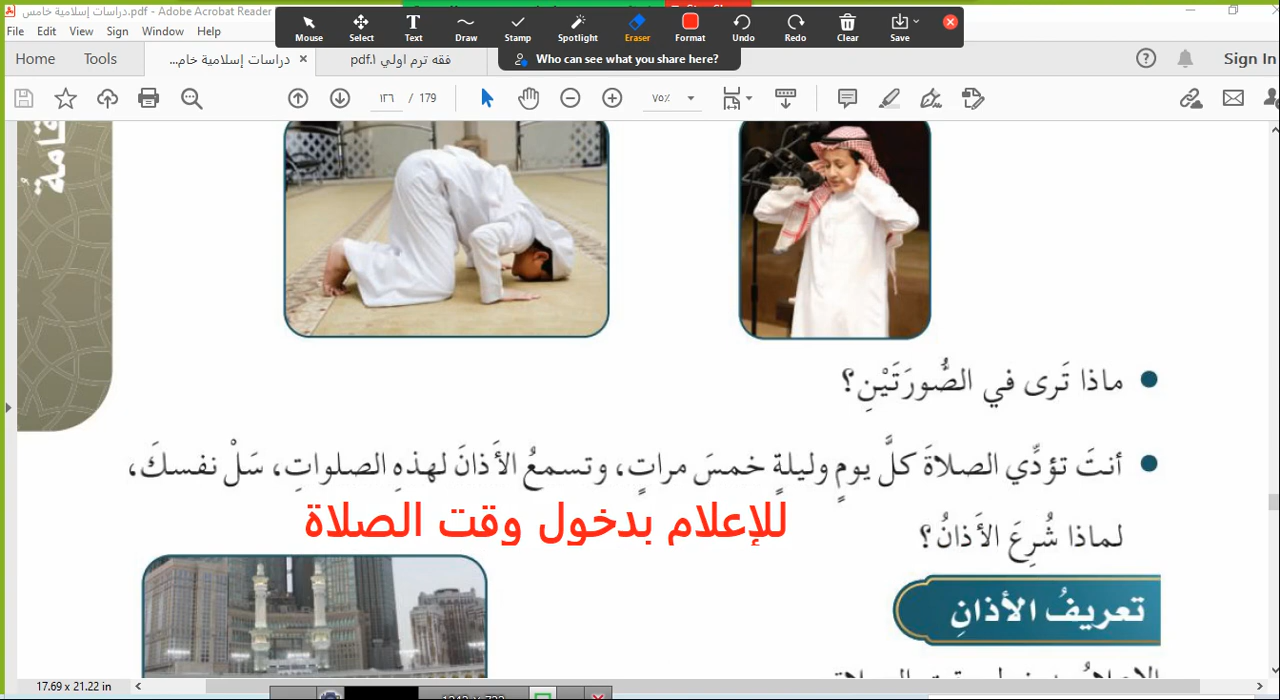 دراسات إسلامية خامس.pdf - Adobe Acrobat Reader
File Edit View Sign Window Help
Mouse Select Text Draw Stamp Spotlight Eraser Format Undo Redo Clear Save
Who can see what you share here?
Home Tools دراسات إسلامية خام... × فقه ترم اولي ١.pdf Sign In
١٢٦ / 179 ٧٥٪
ماذا تَرى في الصُّورَتَيْنِ؟
أنتَ تؤدِّي الصلاةَ كلَّ يومٍ وليلةٍ خمسَ مراتٍ، وتسمعُ الأَذانَ لهذهِ الصلواتِ، سَلْ نفسكَ،
للإعلام بدخول وقت الصلاة
لماذا شُرِعَ الأَذانُ؟
تعريفُ الأذانِ
17.69 x 21.22 in